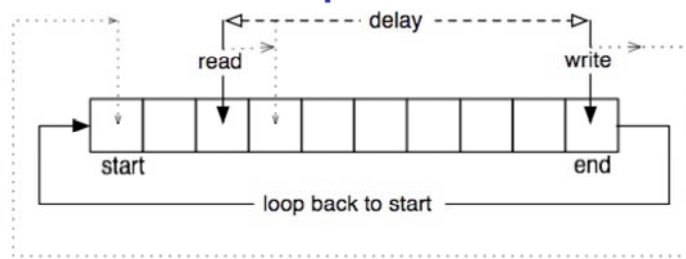 delay
read
write
start
end
loop back to start